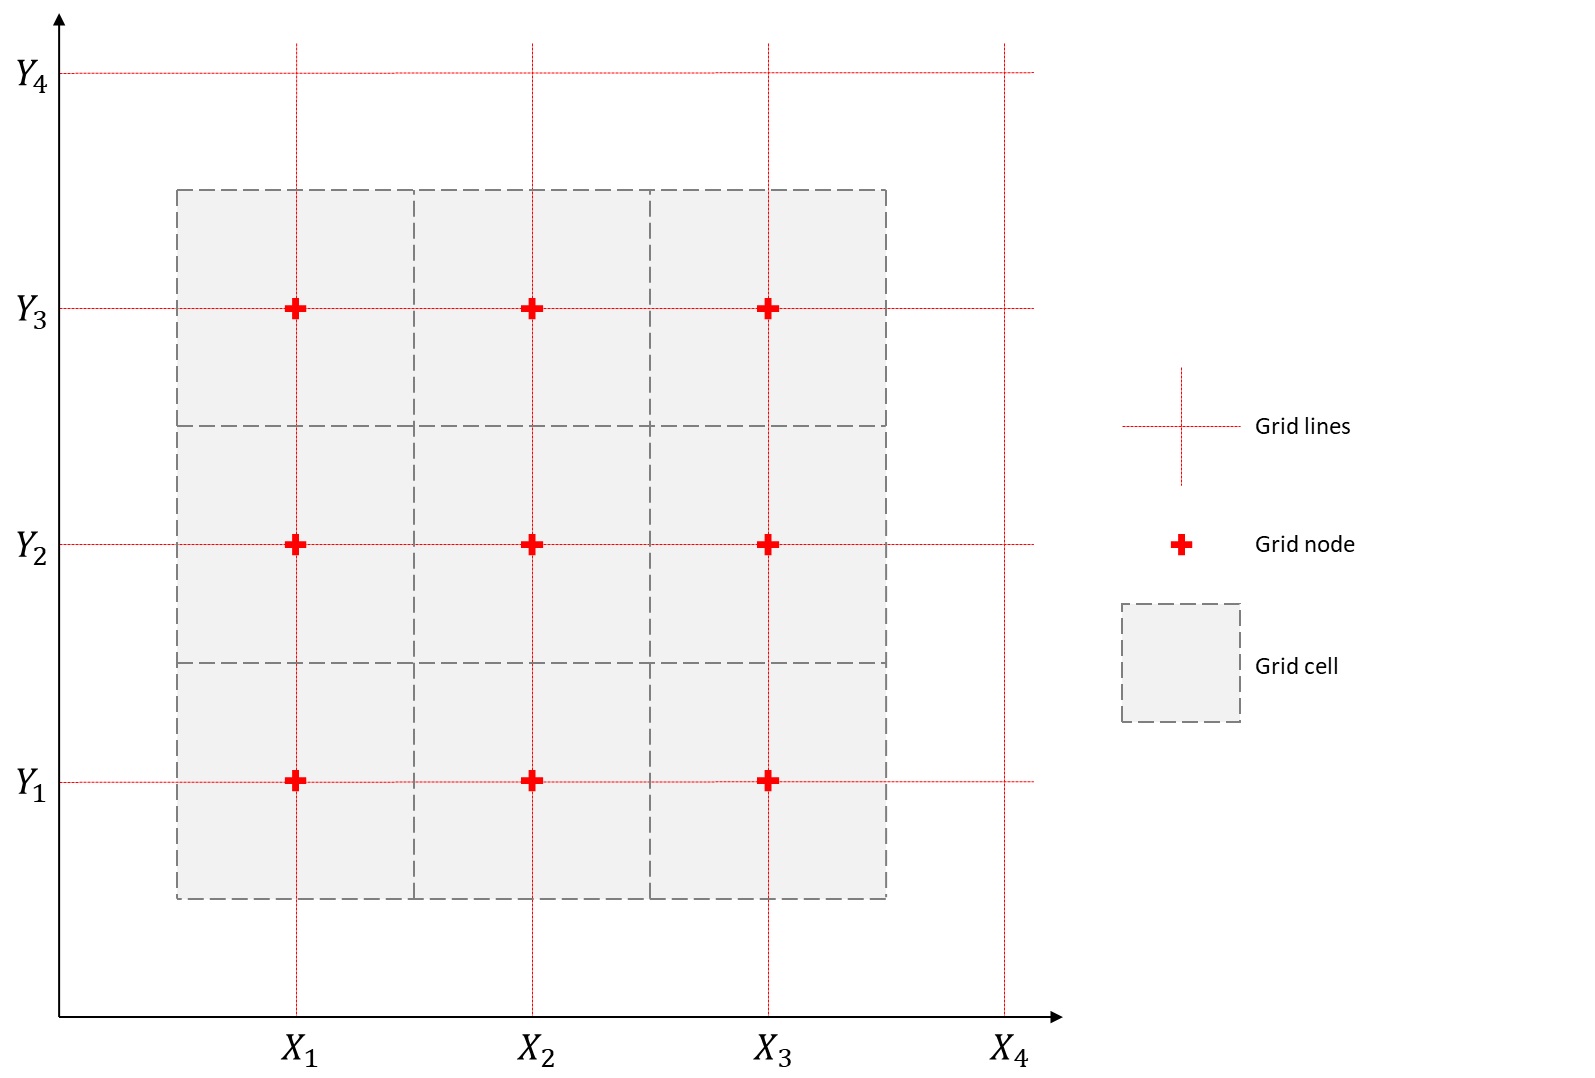 Y₄
Y₃
Y₂
Y₁
X₁
X₂
X₃
X₄
Grid lines
Grid node
Grid cell